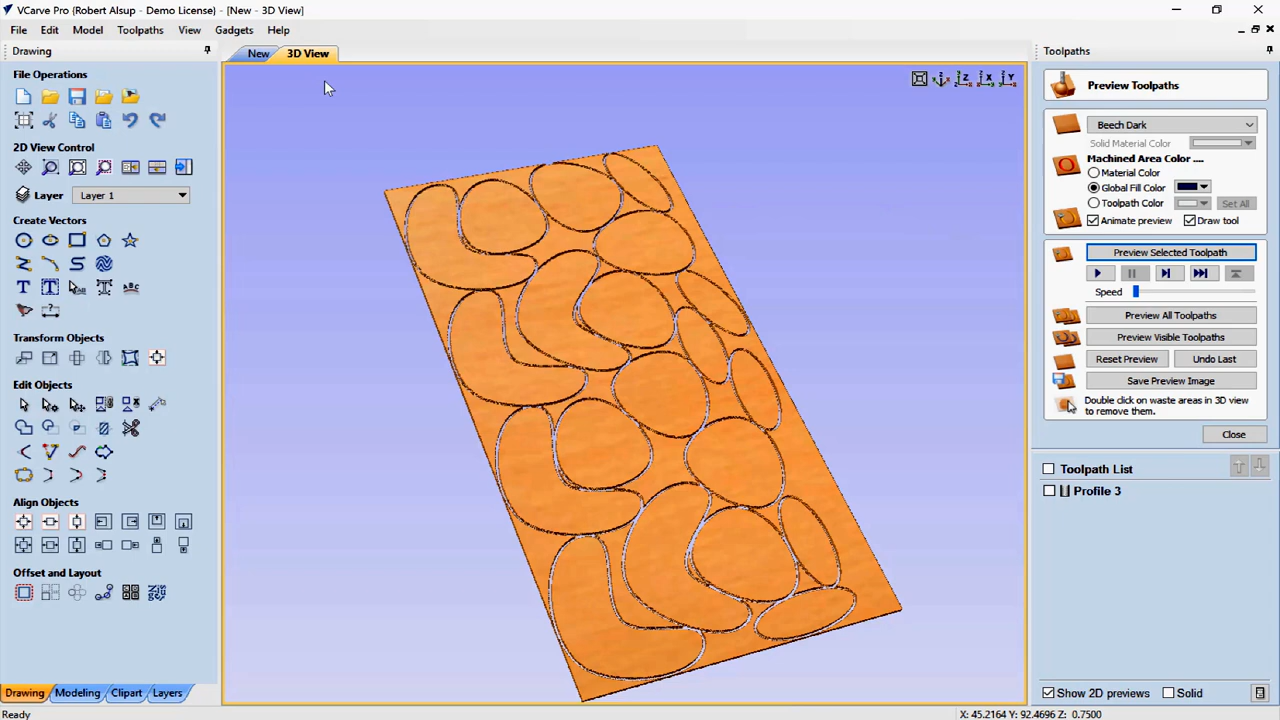 VCarve Pro {Robert Alsup - Demo License} - [New - 3D View]
File Edit Model Toolpaths View Gadgets Help
Drawing
File Operations
2D View Control
Layer Layer 1
Create Vectors
Transform Objects
Edit Objects
Align Objects
Offset and Layout
Drawing Modeling Clipart Layers
Ready
New 3D View
Z X Y
Toolpaths
Preview Toolpaths
Beech Dark
Solid Material Color
Machined Area Color ....
Material Color
Global Fill Color
Toolpath Color Set All
Animate preview Draw tool
Preview Selected Toolpath
Speed
Preview All Toolpaths
Preview Visible Toolpaths
Reset Preview Undo Last
Save Preview Image
Double click on waste areas in 3D view
to remove them.
Close
Toolpath List
Profile 3
Show 2D previews Solid
X: 45.2164 Y: 92.4696 Z: 0.7500